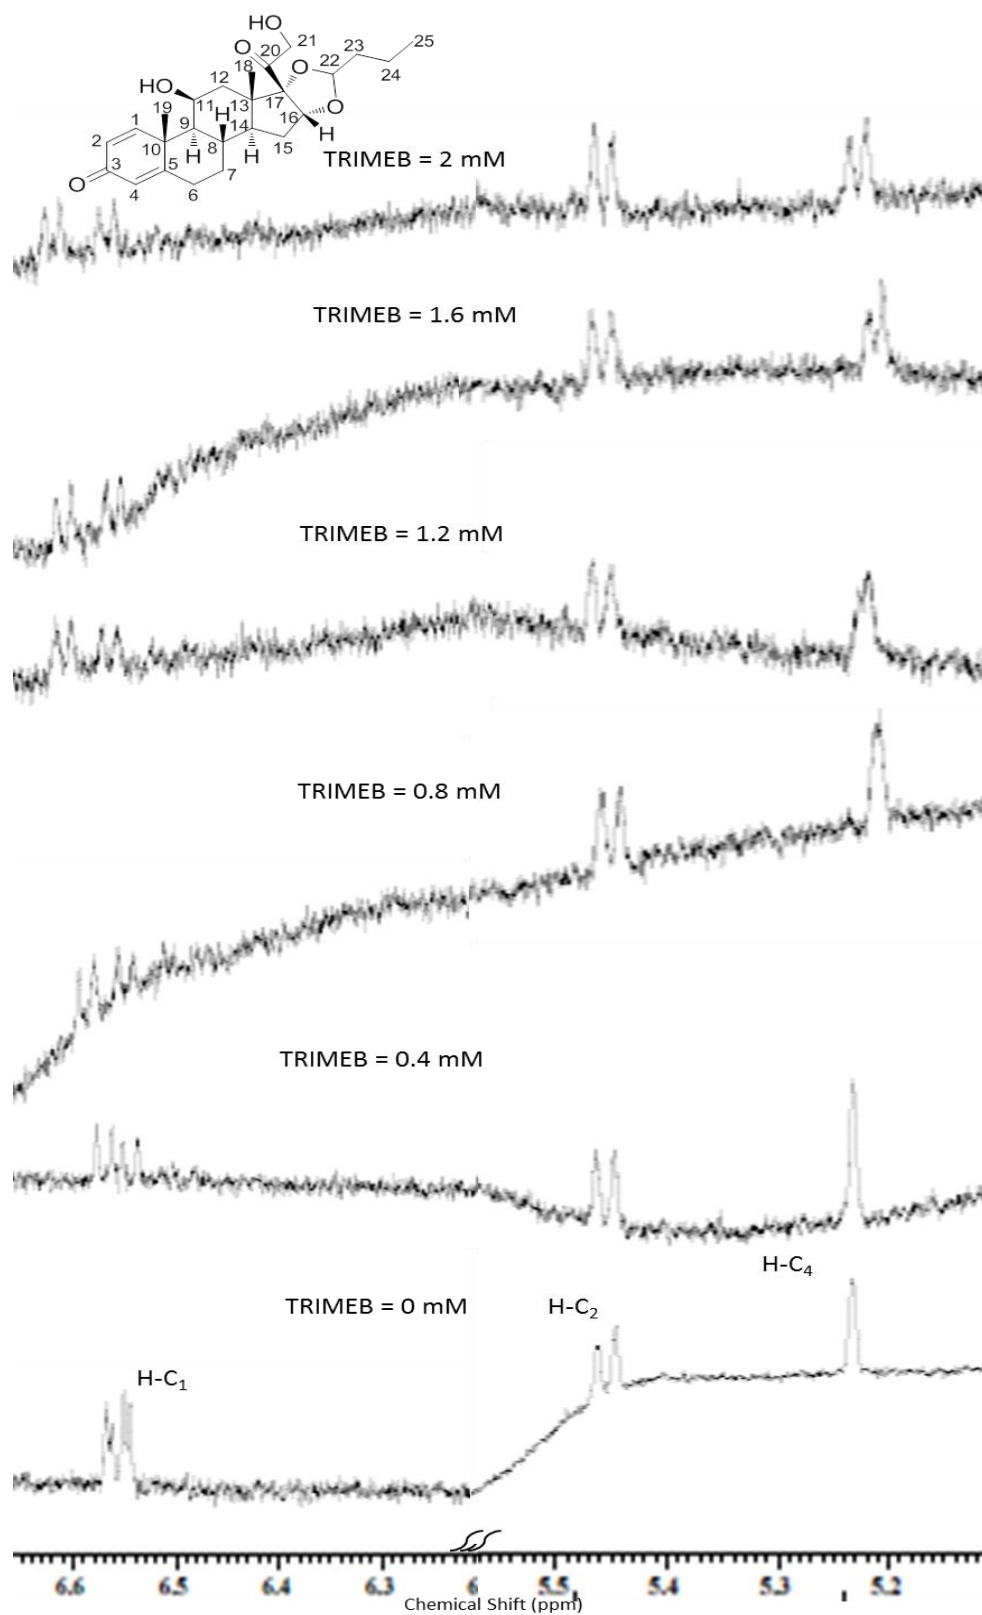 HO
21
O
20
23
25
18
O
22
24
12
HO
17
O
19
11
H
13
16
H
1
9
14
15
2
10
8
H
H
3
5
7
O
4
6
TRIMEB = 2 mM
TRIMEB = 1.6 mM
TRIMEB = 1.2 mM
TRIMEB = 0.8 mM
TRIMEB = 0.4 mM
H-C4
TRIMEB = 0 mM
H-C2
H-C1
6.6 6.5 6.4 6.3 6 5.5 5.4 5.3 5.2
Chemical Shift (ppm)